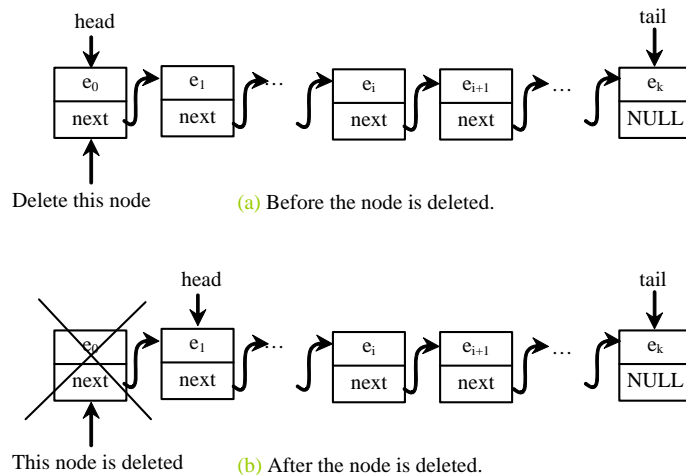 head tail
e0 e1 … ei ei+1 … ek
next next next next NULL
Delete this node (a) Before the node is deleted.
head tail
e0 e1 … ei ei+1 … ek
next next next next NULL
This node is deleted (b) After the node is deleted.